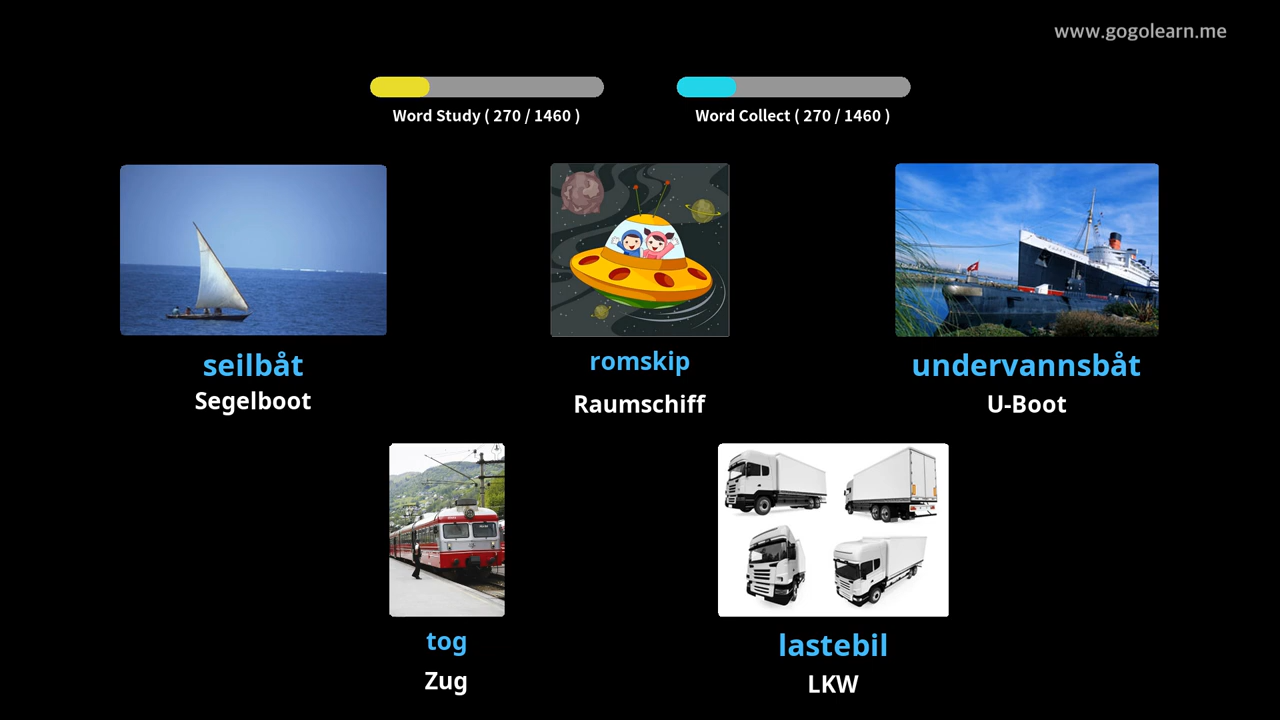 www.gogolearn.me
Word Study ( 270 / 1460 )
Word Collect ( 270 / 1460 )
seilbåt
Segelboot
romskip
Raumschiff
undervannsbåt
U-Boot
tog
Zug
lastebil
LKW